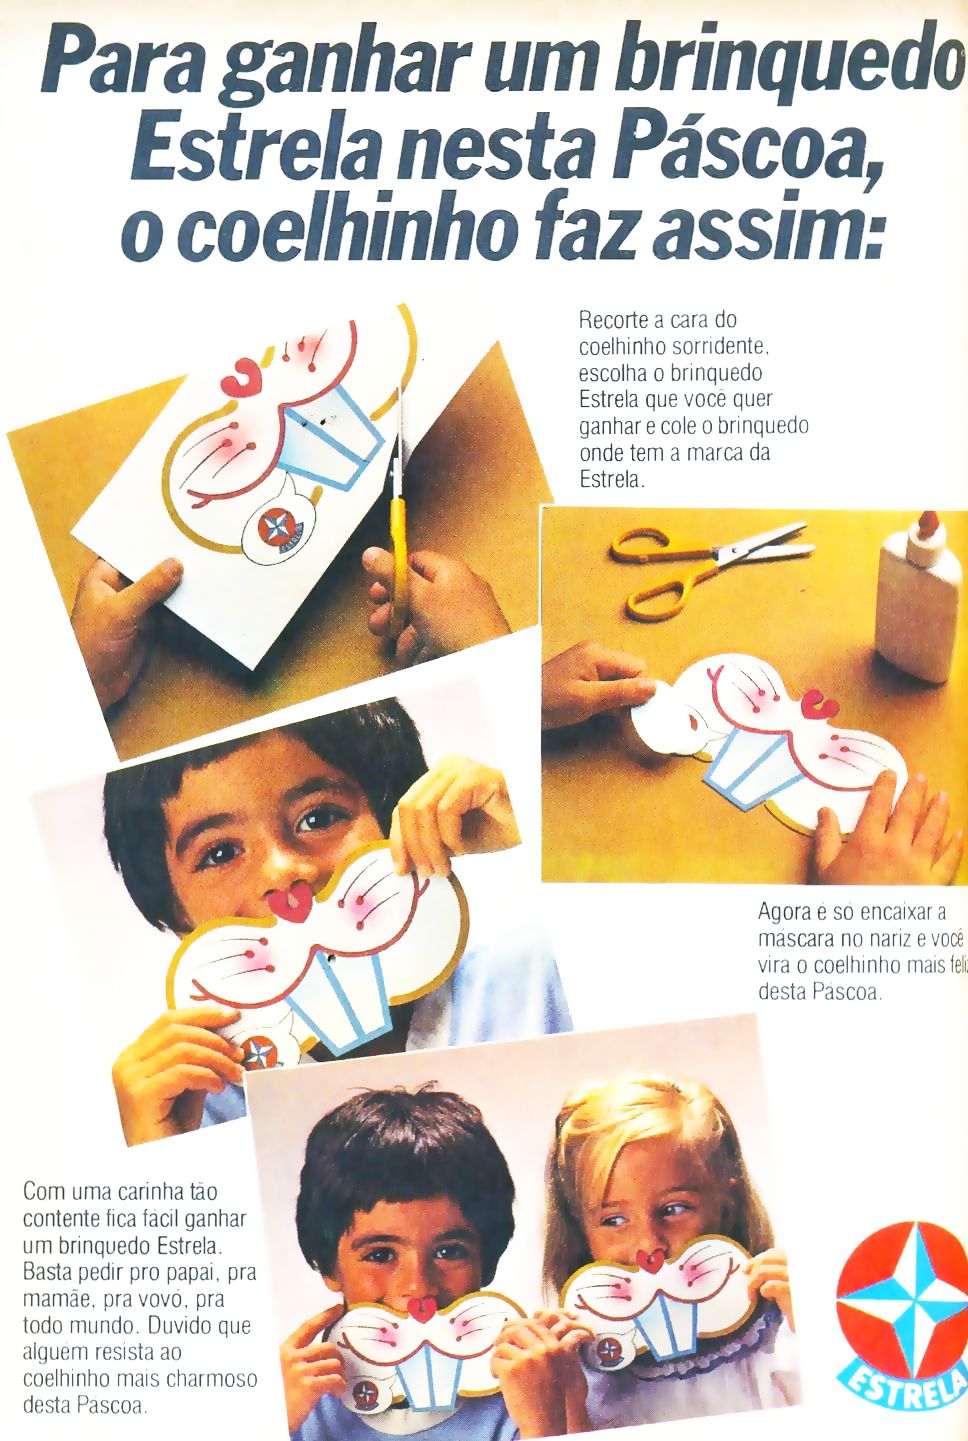 Para ganhar um brinquedo
Estrela nesta Páscoa,
o coelhinho faz assim:
Recorte a cara do
coelhinho sorridente,
escolha o brinquedo
Estrela que você quer
ganhar e cole o brinquedo
onde tem a marca da
Estrela.
ESTRELA
Agora é só encaixar a
máscara no nariz e você
vira o coelhinho mais feliz
desta Páscoa.
Com uma carinha tão
contente fica fácil ganhar
um brinquedo Estrela.
Basta pedir pro papai, pra
mamãe, pra vovó, pra
todo mundo. Duvido que
alguém resista ao
coelhinho mais charmoso
desta Páscoa.
ESTRELA